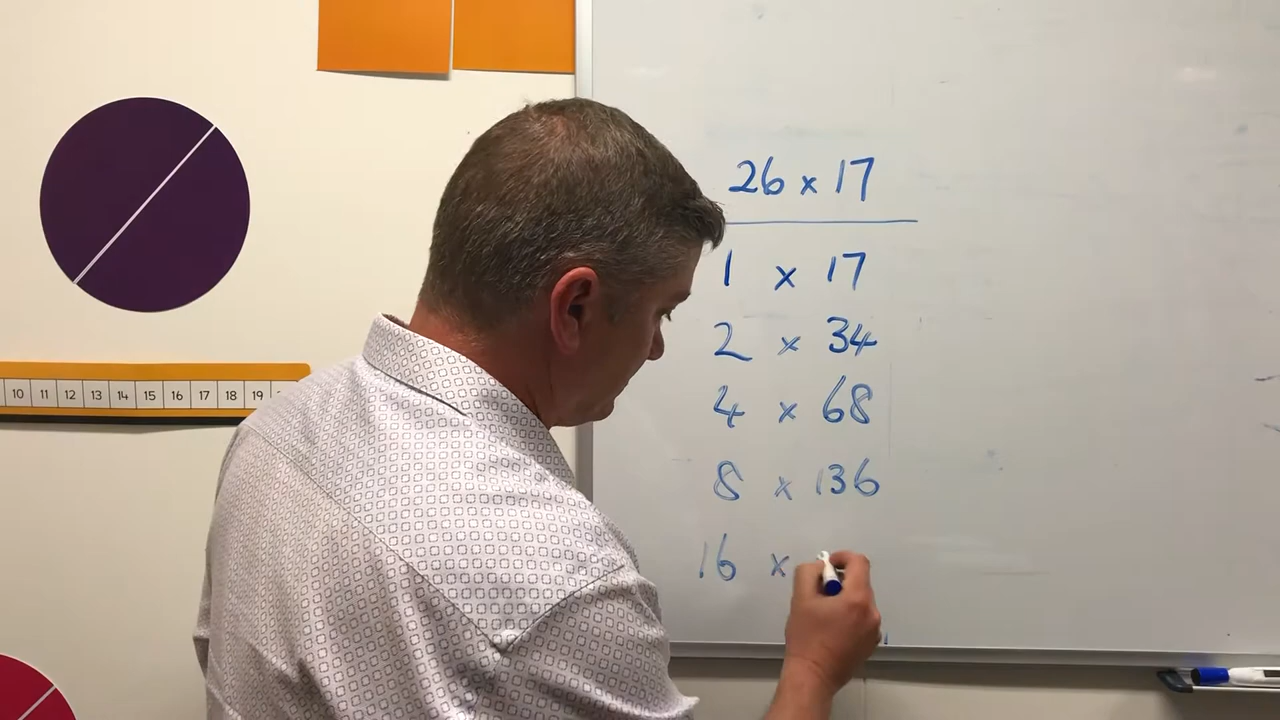 26 x 17
1 x 17
2 x 34
4 x 68
8 x 136
16 x
10 11 12 13 14 15 16 17 18 19